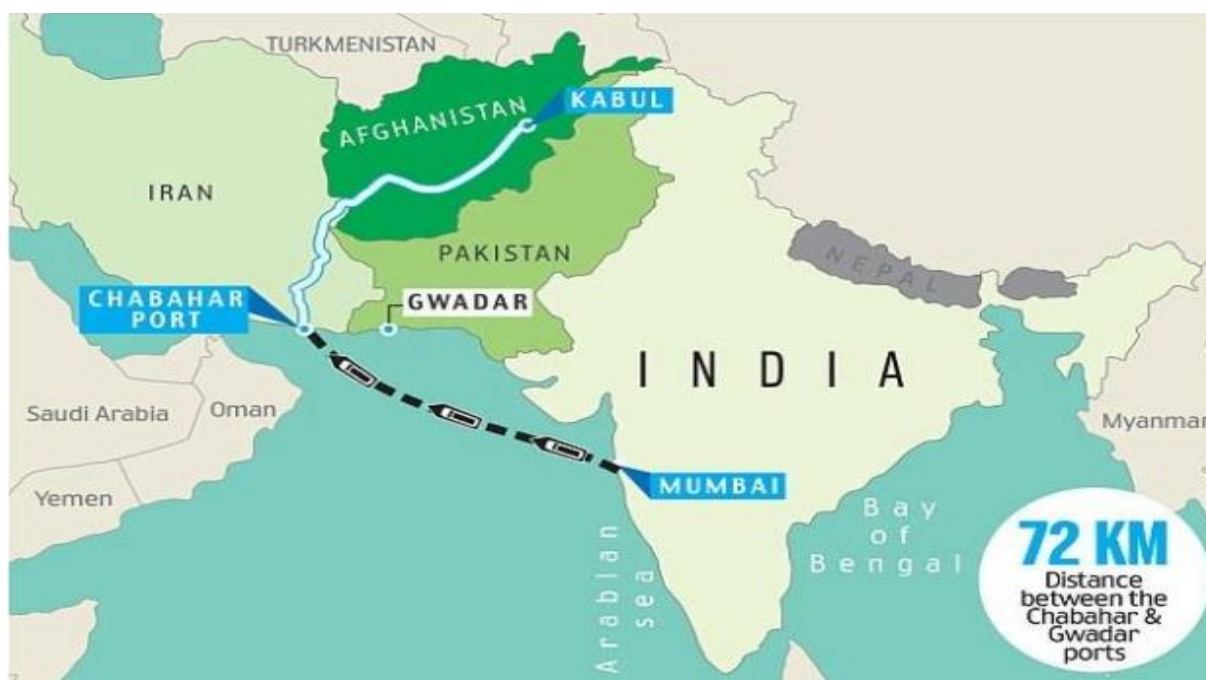 TURKMENISTAN
KABUL
AFGHANISTAN
IRAN
PAKISTAN
NEPAL
CHABAHAR
PORT
GWADAR
INDIA
Saudi Arabia
Oman
Myanmar
Yemen
MUMBAI
Arabian
sea
Bay
of
Bengal
72 KM
Distance
between the
Chabahar &
Gwadar
ports